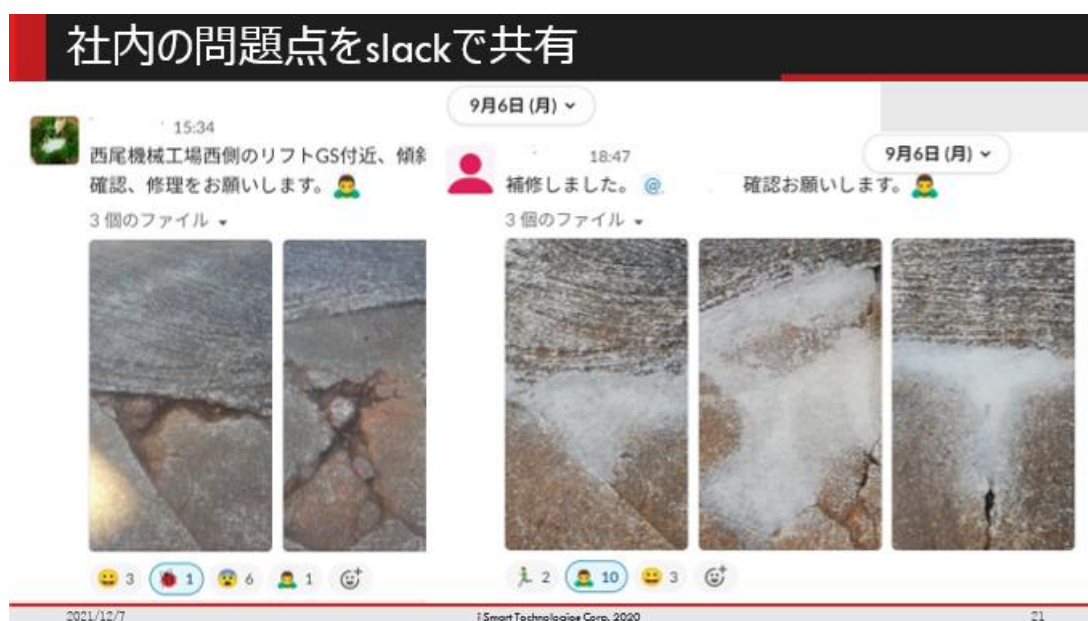 社内の問題点をslackで共有
9月6日 (月)
15:34
西尾機械工場西側のリフトGS付近、傾斜
確認、修理をお願いします。🙇‍♂️
3 個のファイル
😀 3 🐞 1 😨 6 🙇 1
18:47
9月6日 (月)
補修しました。 @ 確認お願いします。🙇‍♂️
3 個のファイル
🏃 2 🙇 10 😀 3
2021/12/7
i Smart Technologies Corp. 2020
21